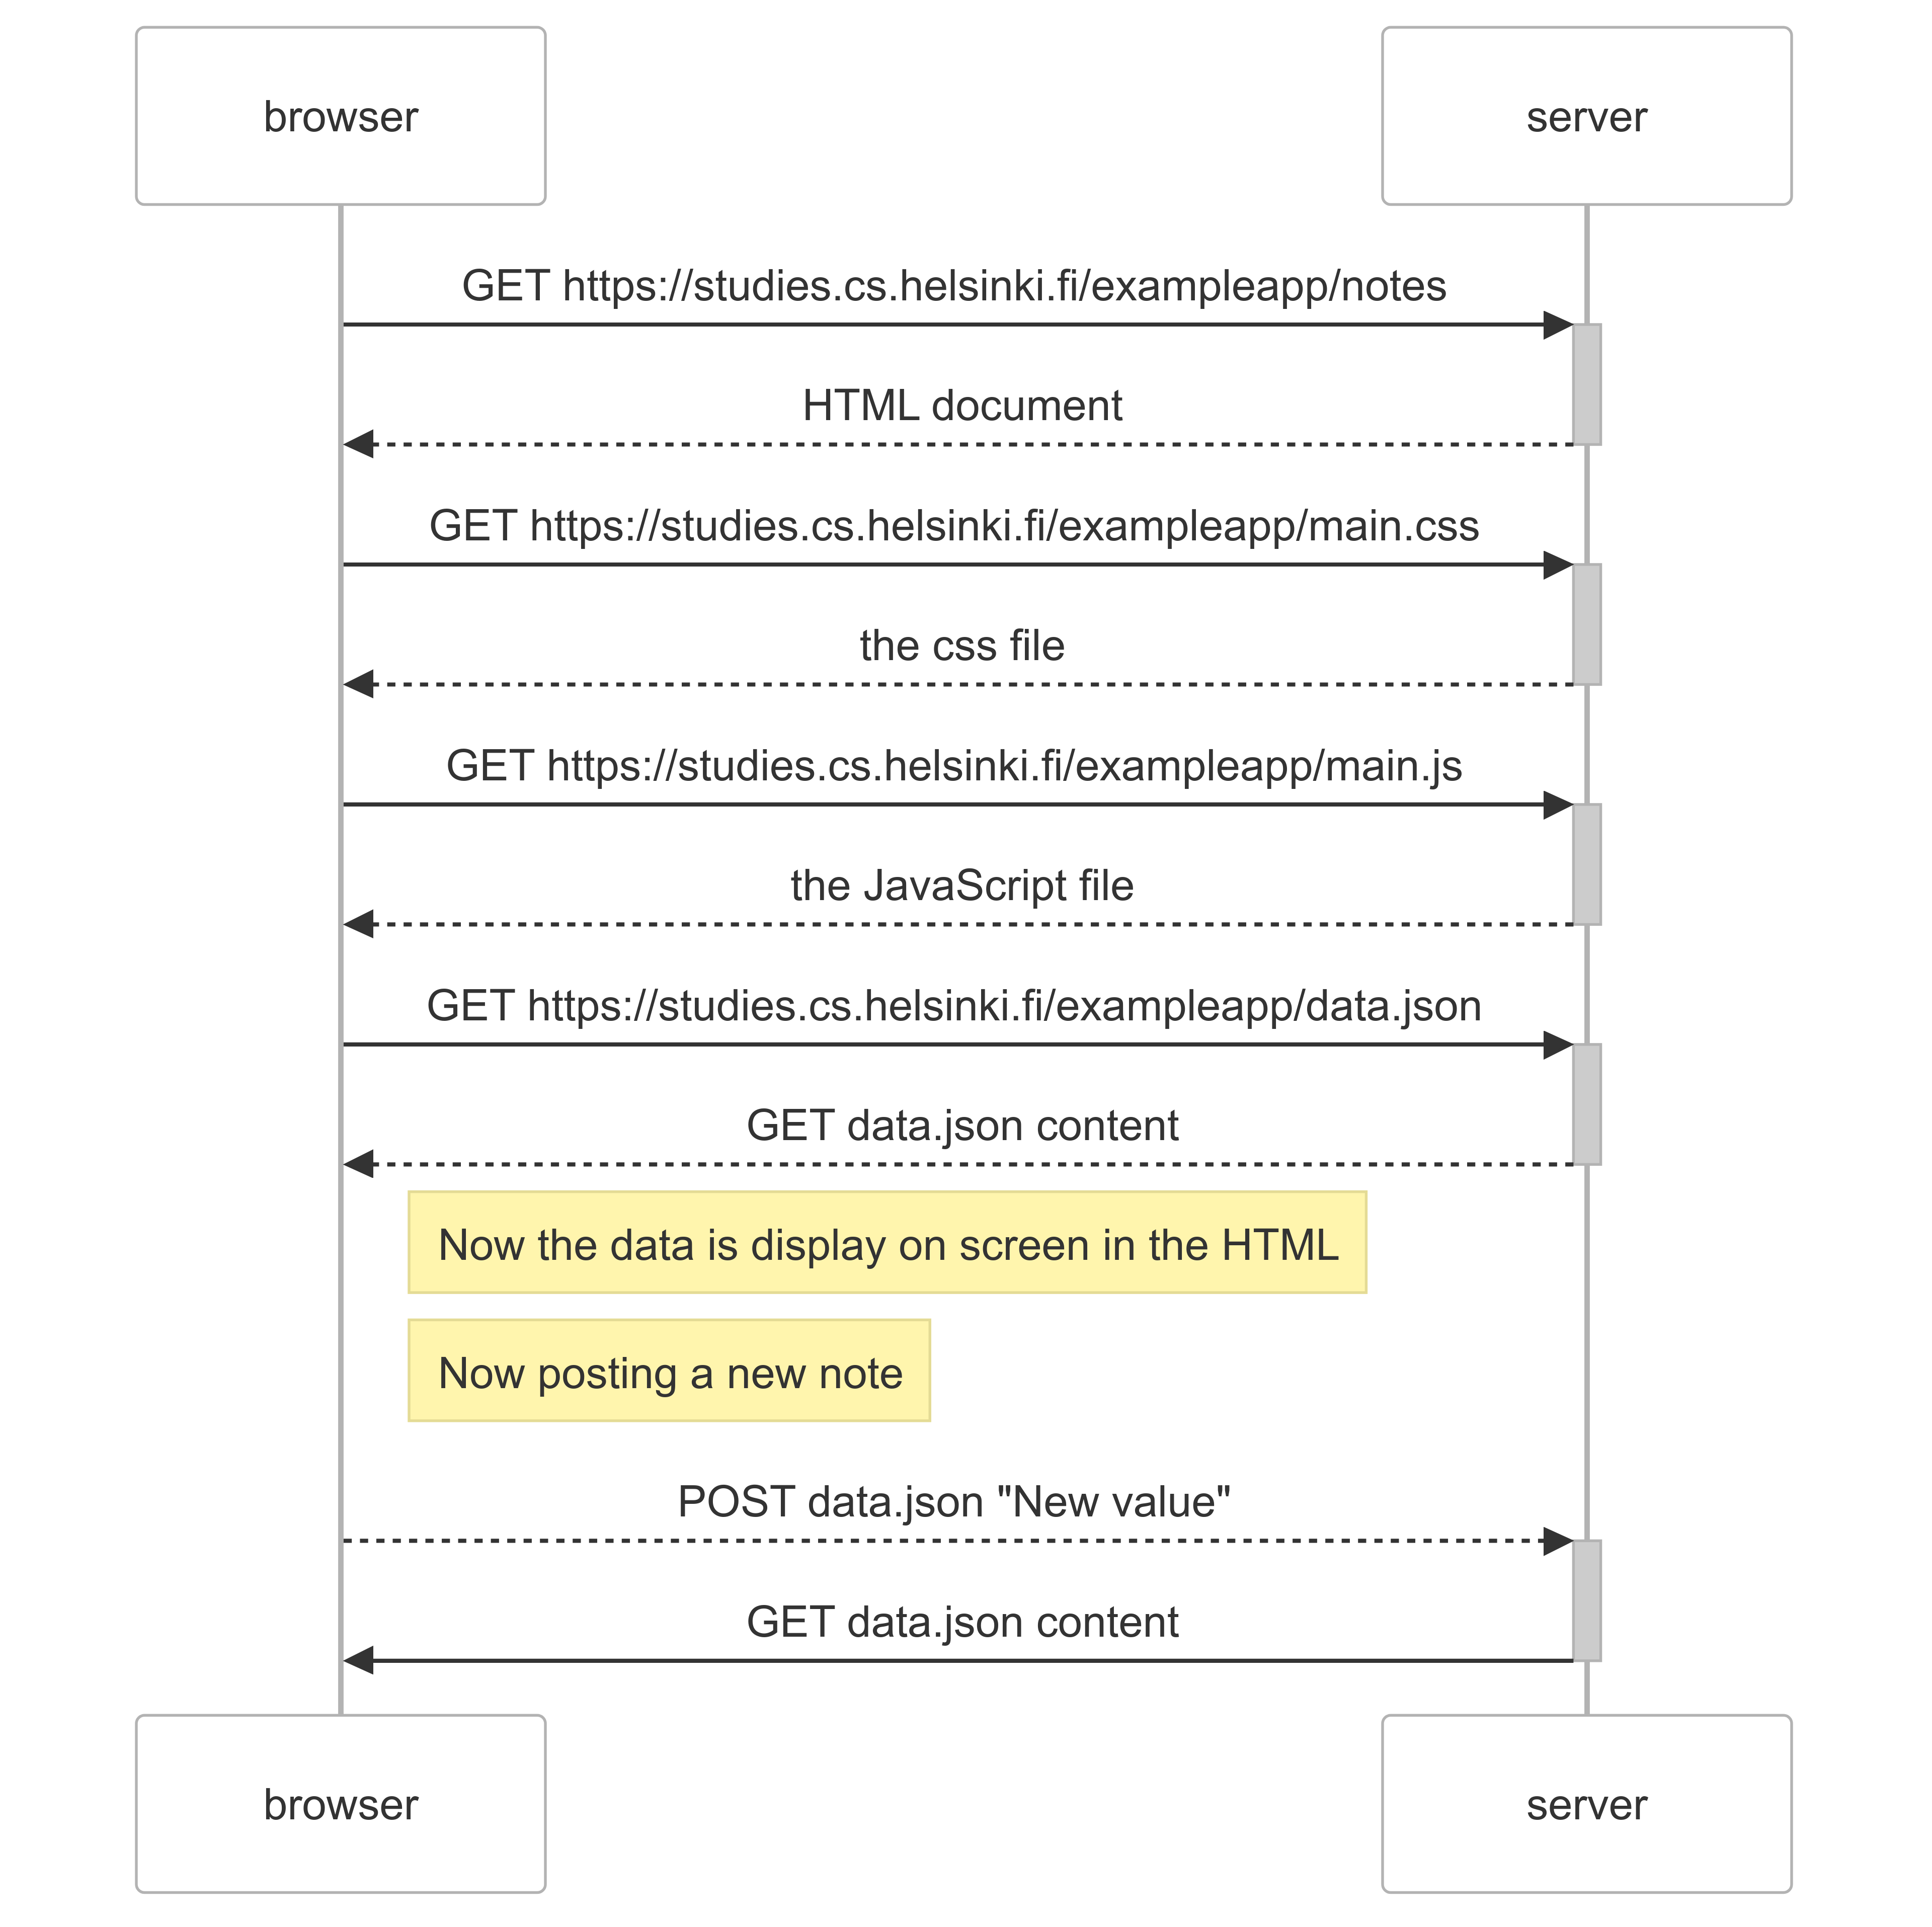 browser
server
GET https://studies.cs.helsinki.fi/exampleapp/notes
HTML document
GET https://studies.cs.helsinki.fi/exampleapp/main.css
the css file
GET https://studies.cs.helsinki.fi/exampleapp/main.js
the JavaScript file
GET https://studies.cs.helsinki.fi/exampleapp/data.json
GET data.json content
Now the data is display on screen in the HTML
Now posting a new note
POST data.json "New value"
GET data.json content
browser
server